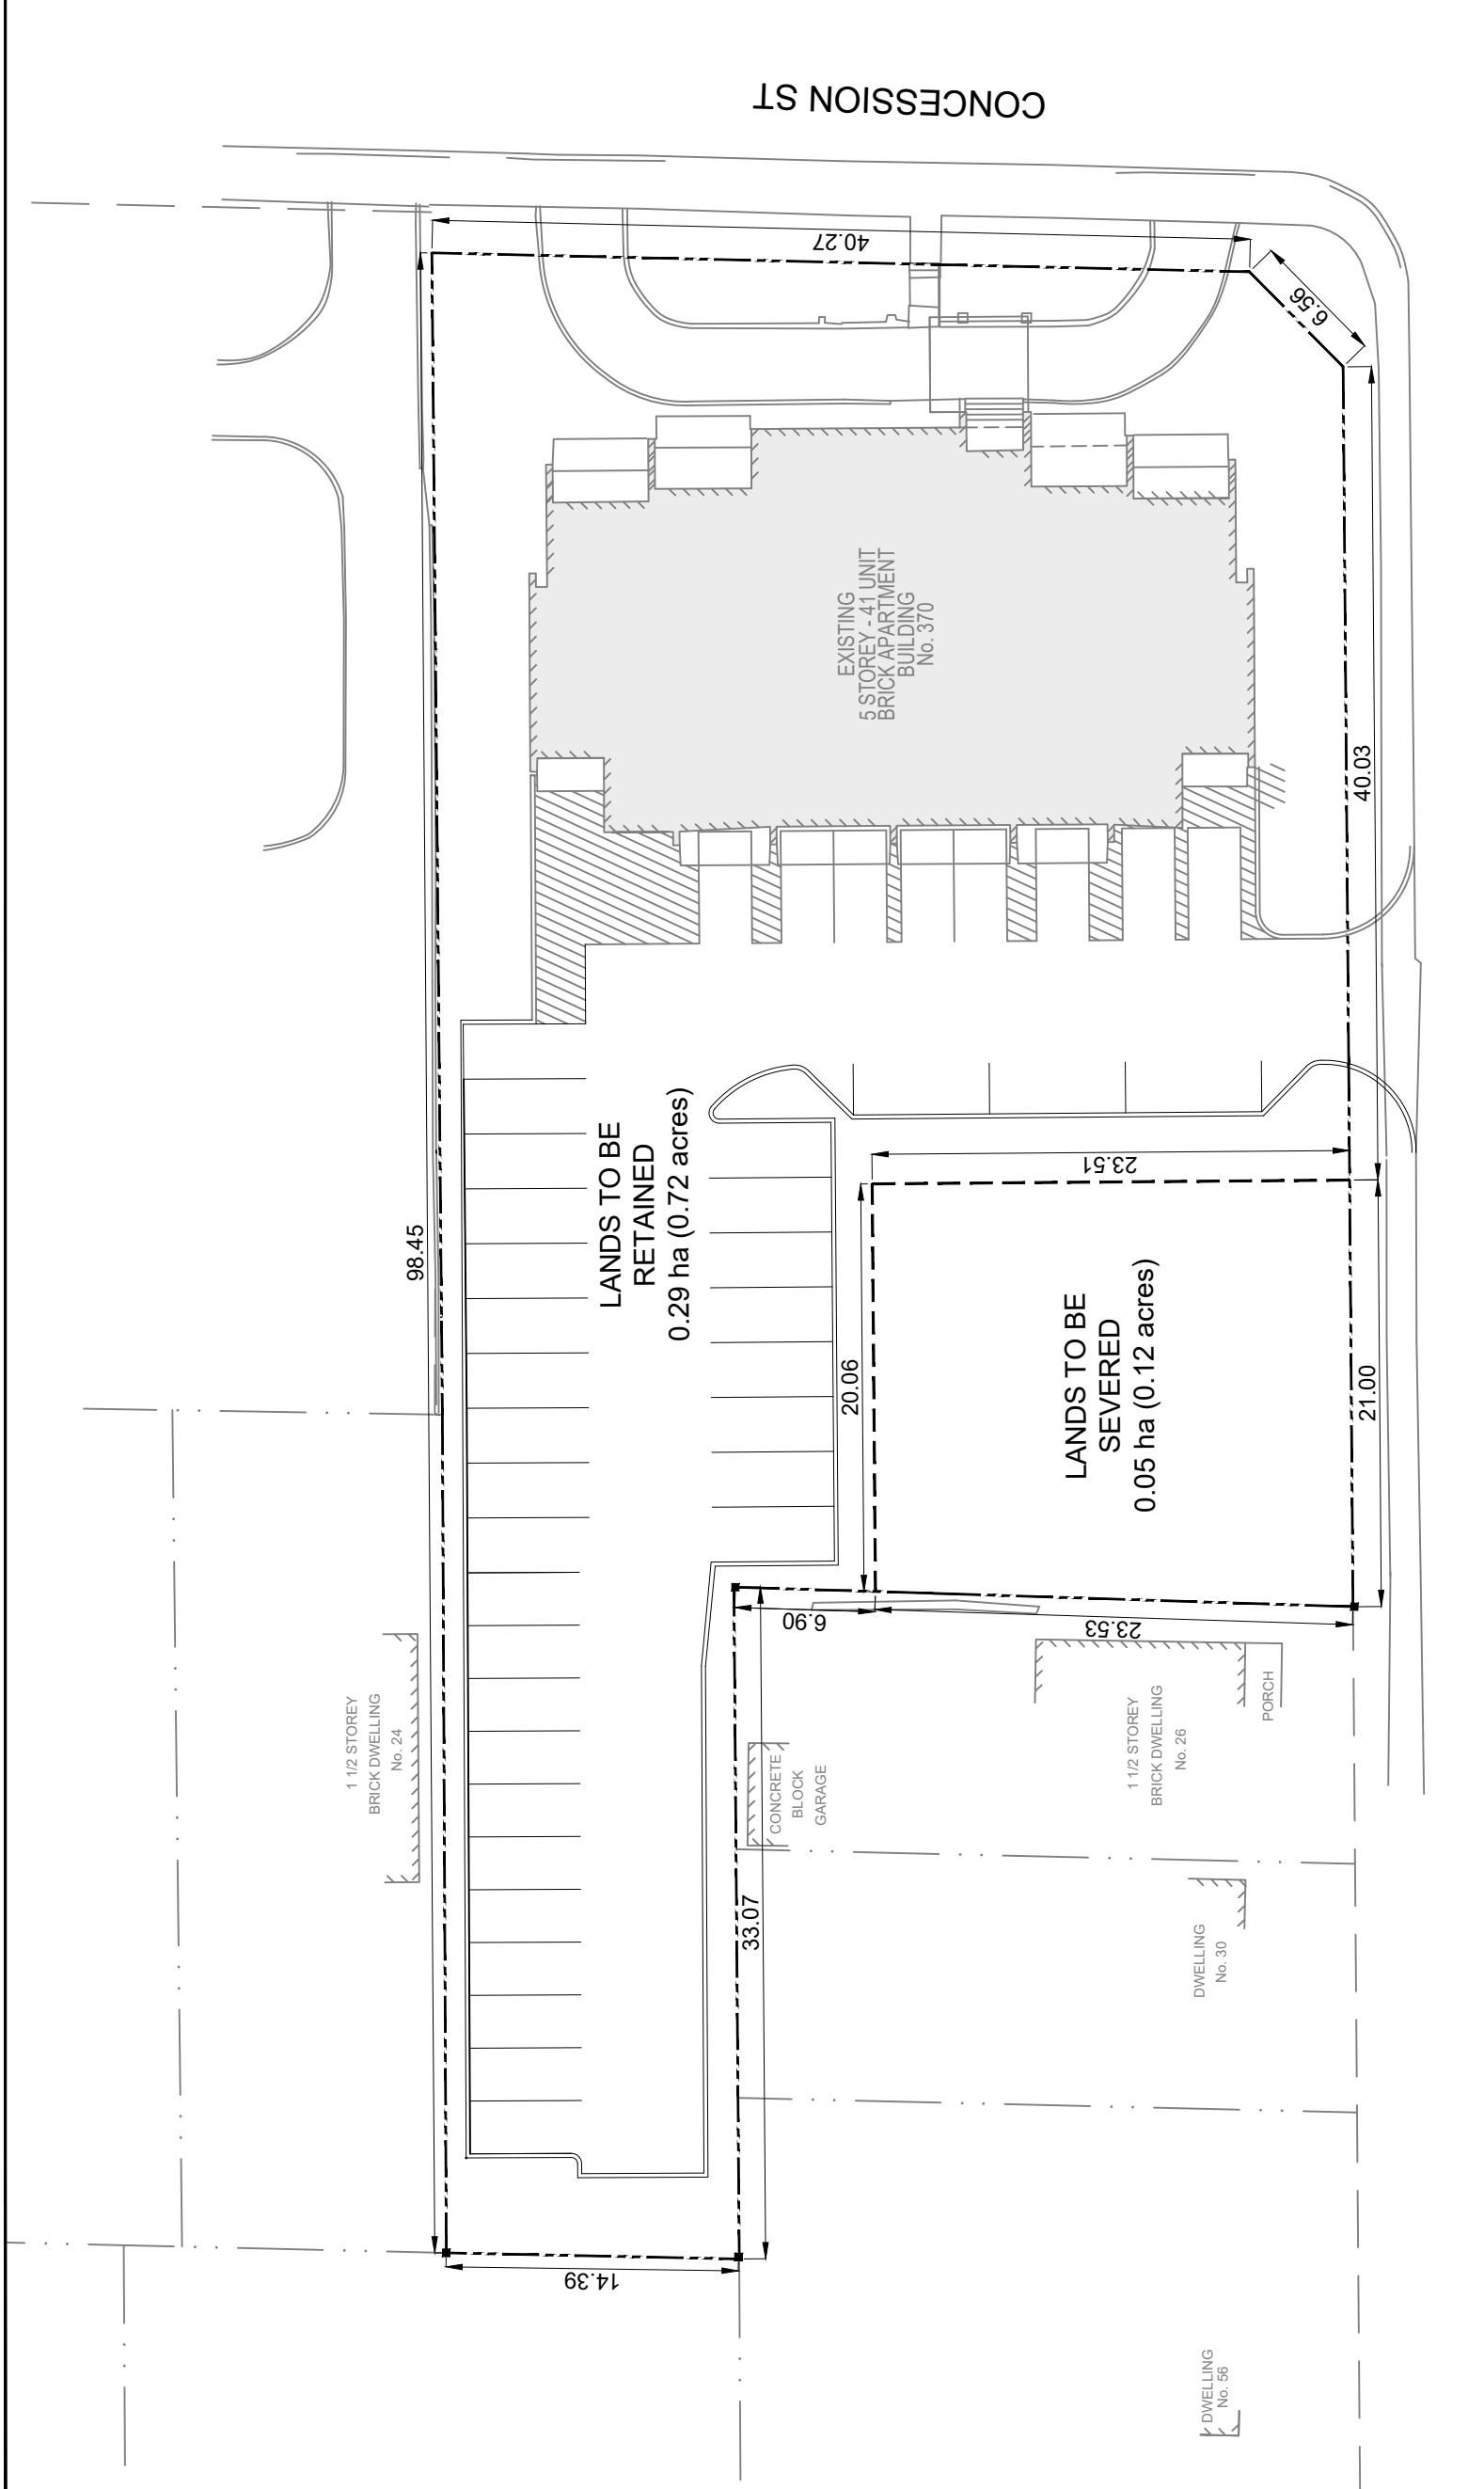 CONCESSION ST
40.27
6.56
EXISTING
5 STOREY - 41 UNIT
BRICK APARTMENT
BUILDING
No. 370
40.03
98.45
LANDS TO BE
RETAINED
0.29 ha (0.72 acres)
23.51
20.06
LANDS TO BE
SEVERED
0.05 ha (0.12 acres)
21.00
6.90
23.53
1 1/2 STOREY
BRICK DWELLING
No. 24
CONCRETE
BLOCK
GARAGE
1 1/2 STOREY
BRICK DWELLING
No. 26
PORCH
33.07
DWELLING
No. 30
14.39
DWELLING
No. 56